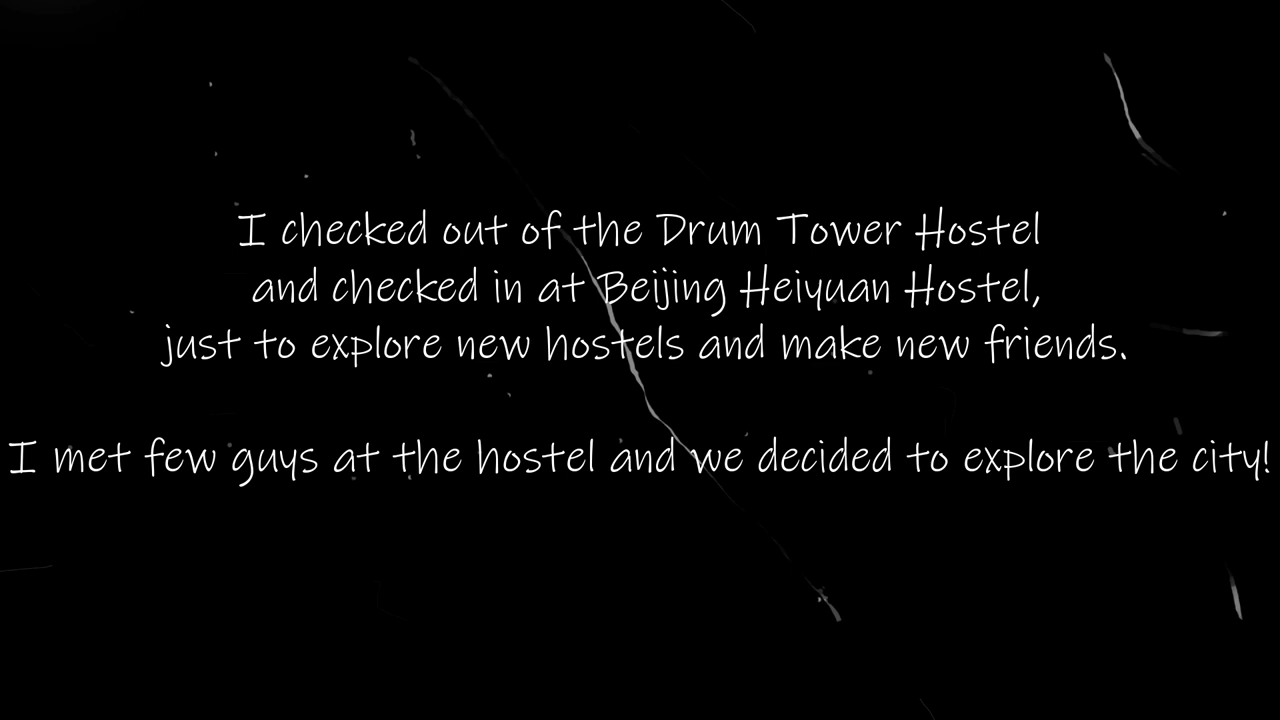 I checked out of the Drum Tower Hostel
and checked in at Beijing Heiyuan Hostel,
just to explore new hostels and make new friends.
I met few guys at the hostel and we decided to explore the city!